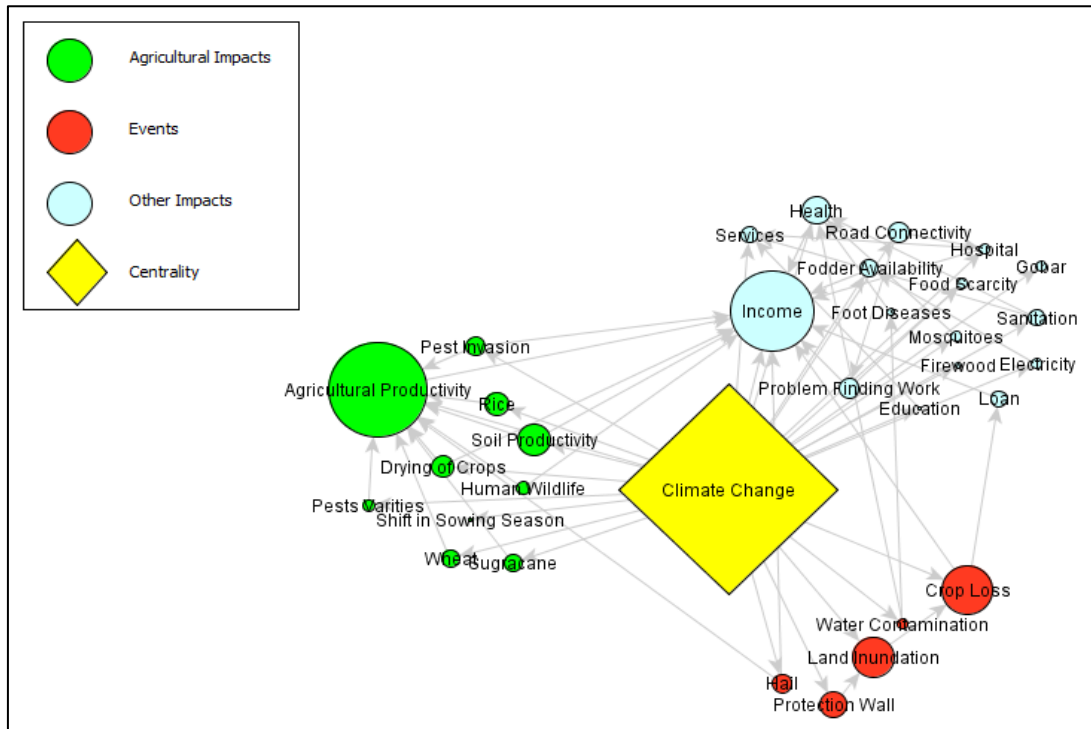 Agricultural Impacts
Events
Other Impacts
Centrality
Health
Services
Road Connectivity
Hospital
Fodder Availability
Gobar
Food Scarcity
Income
Foot Diseases
Sanitation
Mosquitoes
Pest Invasion
Firewood
Electricity
Agricultural Productivity
Problem Finding Work
Rice
Education
Loan
Soil Productivity
Drying of Crops
Human Wildlife
Climate Change
Pests Varities
Shift in Sowing Season
Wheat
Sugracane
Crop Loss
Water Contamination
Land Inundation
Hail
Protection Wall